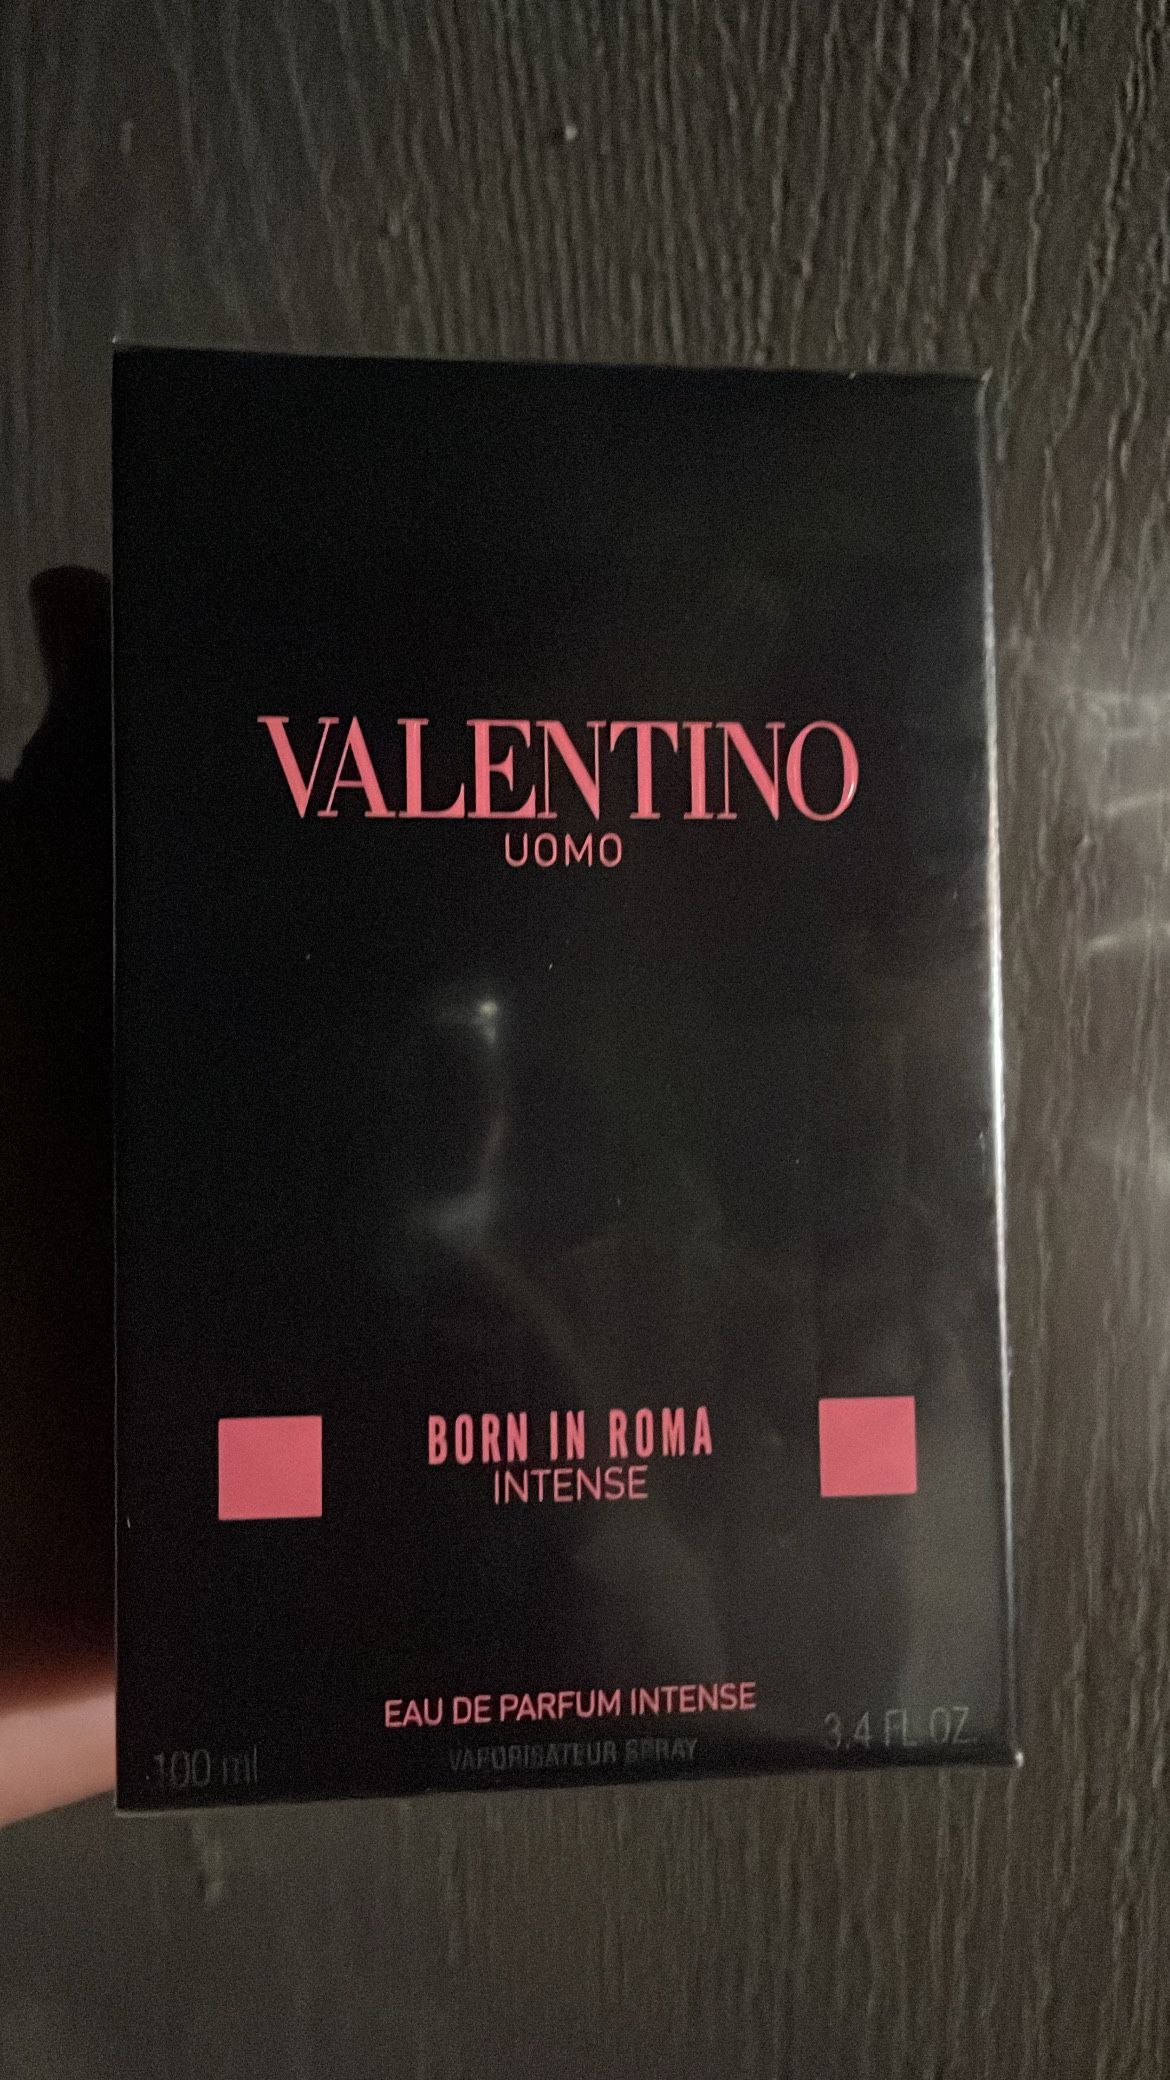 VALENTINO
UOMO
BORN IN ROMA
INTENSE
EAU DE PARFUM INTENSE
100 ml VAPORISATEUR SPRAY 3.4 FL OZ